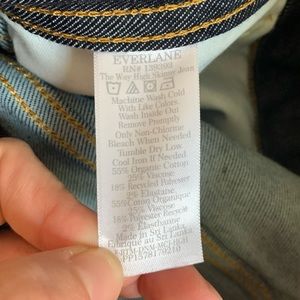 EVERLANE
RN# 139393
The Way High Skinny Jean
Machine Wash Cold
With Like Colors.
Wash Inside Out
Remove Promptly
Only Non-Chlorine
Bleach When Needed
Tumble Dry Low.
Cool Iron If Needed
55% Organic Cotton
25% Viscose
18% Recycled Polyester
2% Elastane
55% Coton Organique
25% Viscose
18% Polyester Recyclé
2% Elasthanne
Made in Sri Lanka
Fabriqué au Sri Lanka